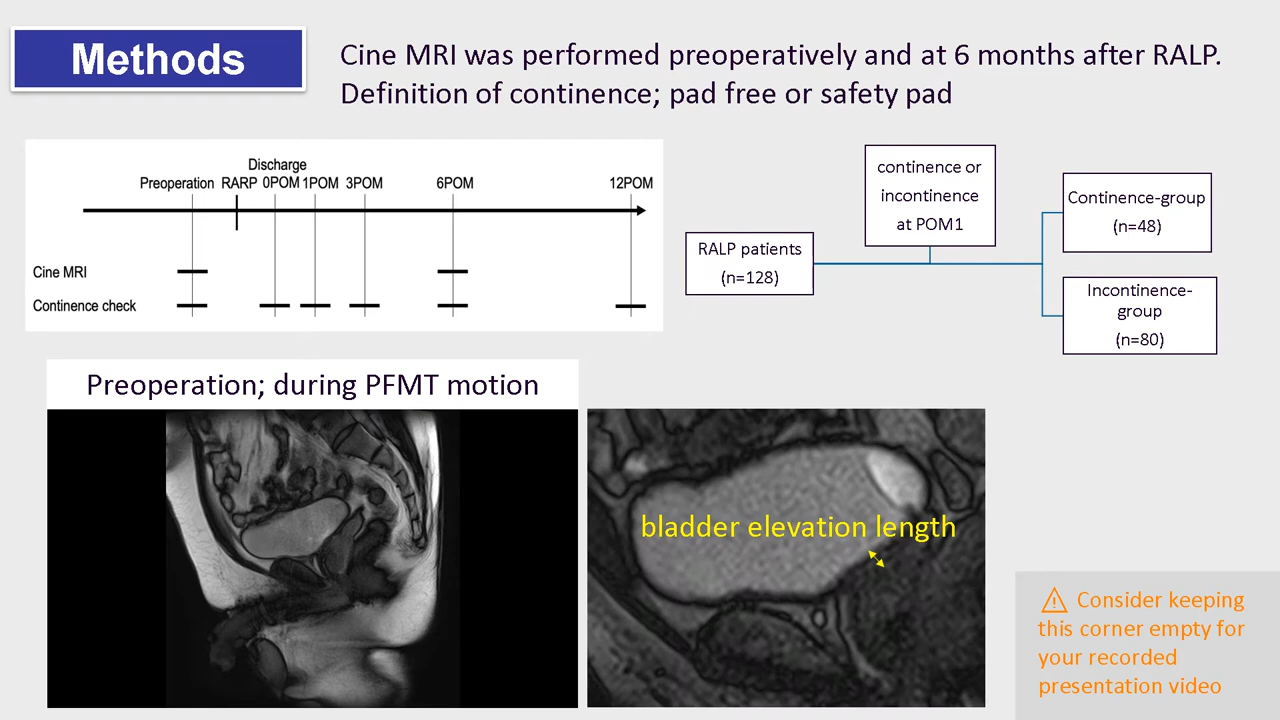 Methods
Cine MRI was performed preoperatively and at 6 months after RALP.
Definition of continence; pad free or safety pad
Discharge
Preoperation RARP 0POM 1POM 3POM 6POM 12POM
Cine MRI
Continence check
RALP patients
(n=128)
continence or
incontinence
at POM1
Continence-group
(n=48)
Incontinence-
group
(n=80)
Preoperation; during PFMT motion
bladder elevation length
⚠ Consider keeping
this corner empty for
your recorded
presentation video